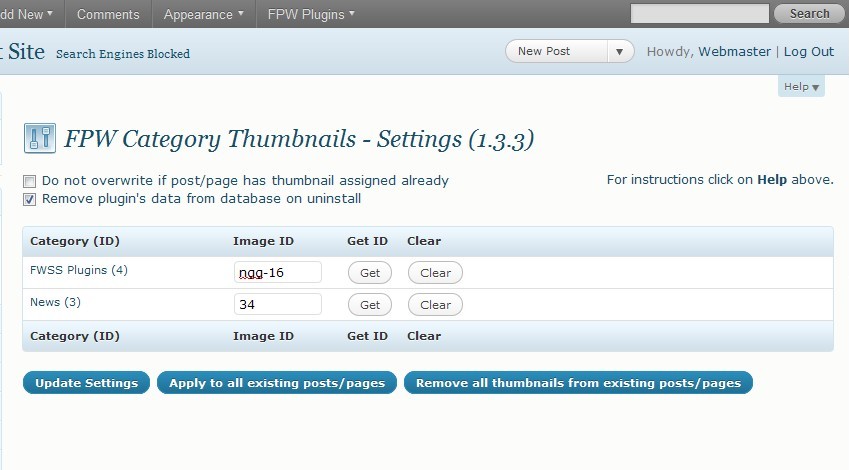 dd New Comments Appearance FPW Plugins Search
Site Search Engines Blocked New Post Howdy, Webmaster | Log Out
Help
FPW Category Thumbnails - Settings (1.3.3)
Do not overwrite if post/page has thumbnail assigned already For instructions click on Help above.
Remove plugin's data from database on uninstall
Category (ID) Image ID Get ID Clear
FWSS Plugins (4) ngg-16 Get Clear
News (3) 34 Get Clear
Category (ID) Image ID Get ID Clear
Update Settings Apply to all existing posts/pages Remove all thumbnails from existing posts/pages